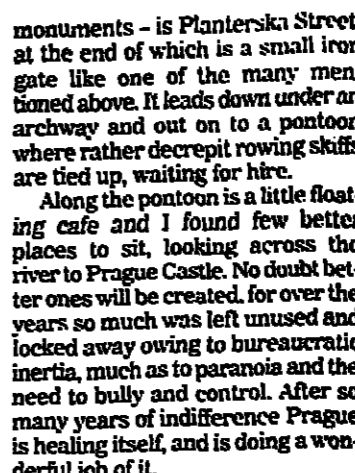 monuments – is Planterska Street
at the end of which is a small iron
gate like one of the many men
tioned above. It leads down under an
archway and out on to a pontoon
where rather decrepit rowing skiffs
are tied up, waiting for hire.
Along the pontoon is a little float-
ing cafe and I found few better
places to sit, looking across the
river to Prague Castle. No doubt bet-
ter ones will be created. for over the
years so much was left unused and
locked away owing to bureaucratic
inertia, much as to paranoia and the
need to bully and control. After so
many years of indifference Prague
is healing itself, and is doing a won-
derful job of it.